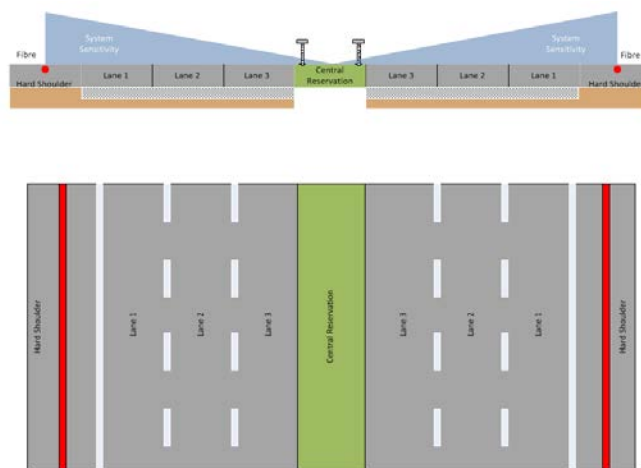 System
Sensitivity
System
Sensitivity
Fibre
Fibre
Hard Shoulder
Lane 1
Lane 2
Lane 3
Central
Reservation
Lane 3
Lane 2
Lane 1
Hard Shoulder
Hard Shoulder
Lane 1
Lane 2
Lane 3
Central Reservation
Lane 3
Lane 2
Lane 1
Hard Shoulder